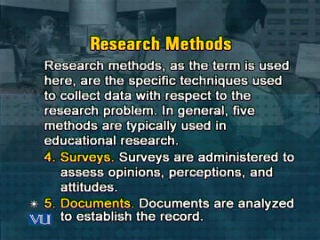 Research Methods
Research methods, as the term is used
here, are the specific techniques used
to collect data with respect to the
research problem. In general, five
methods are typically used in
educational research.
4. Surveys. Surveys are administered to
assess opinions, perceptions, and
attitudes.
5. Documents. Documents are analyzed
to establish the record.
VU